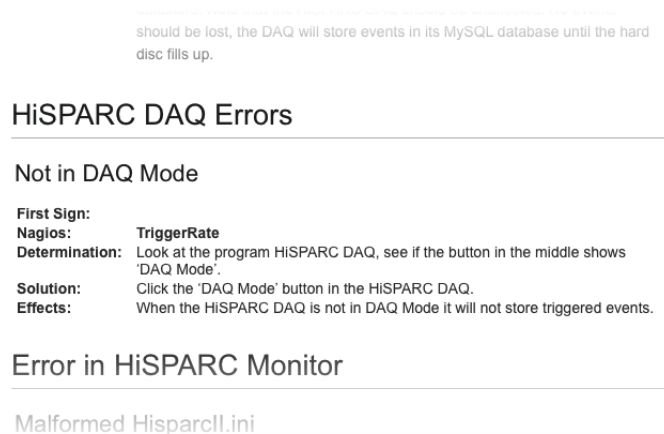 should be lost, the DAQ will store events in its MySQL database until the hard
disc fills up.
HiSPARC DAQ Errors
Not in DAQ Mode
First Sign:
Nagios: TriggerRate
Determination: Look at the program HiSPARC DAQ, see if the button in the middle shows
‘DAQ Mode’.
Solution: Click the ‘DAQ Mode’ button in the HiSPARC DAQ.
Effects: When the HiSPARC DAQ is not in DAQ Mode it will not store triggered events.
Error in HiSPARC Monitor
Malformed HisparcII.ini